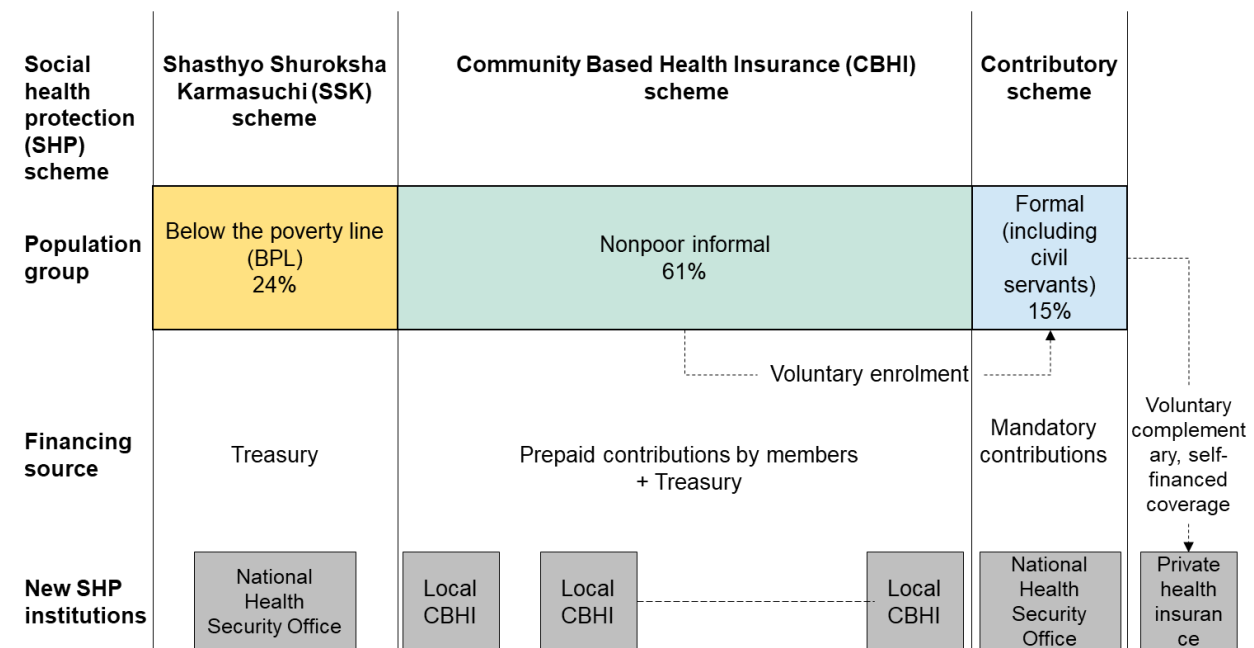 Social
health
protection
(SHP)
scheme
Shasthyo Shuroksha
Karmasuchi (SSK)
scheme
Community Based Health Insurance (CBHI)
scheme
Contributory
scheme
Population
group
Below the poverty line
(BPL)
24%
Nonpoor informal
61%
Formal
(including
civil
servants)
15%
Voluntary enrolment
Financing
source
Treasury
Prepaid contributions by members
+ Treasury
Mandatory
contributions
Voluntary
complement
ary, self-
financed
coverage
New SHP
institutions
National
Health
Security Office
Local
CBHI
Local
CBHI
Local
CBHI
National
Health
Security
Office
Private
health
insuran
ce